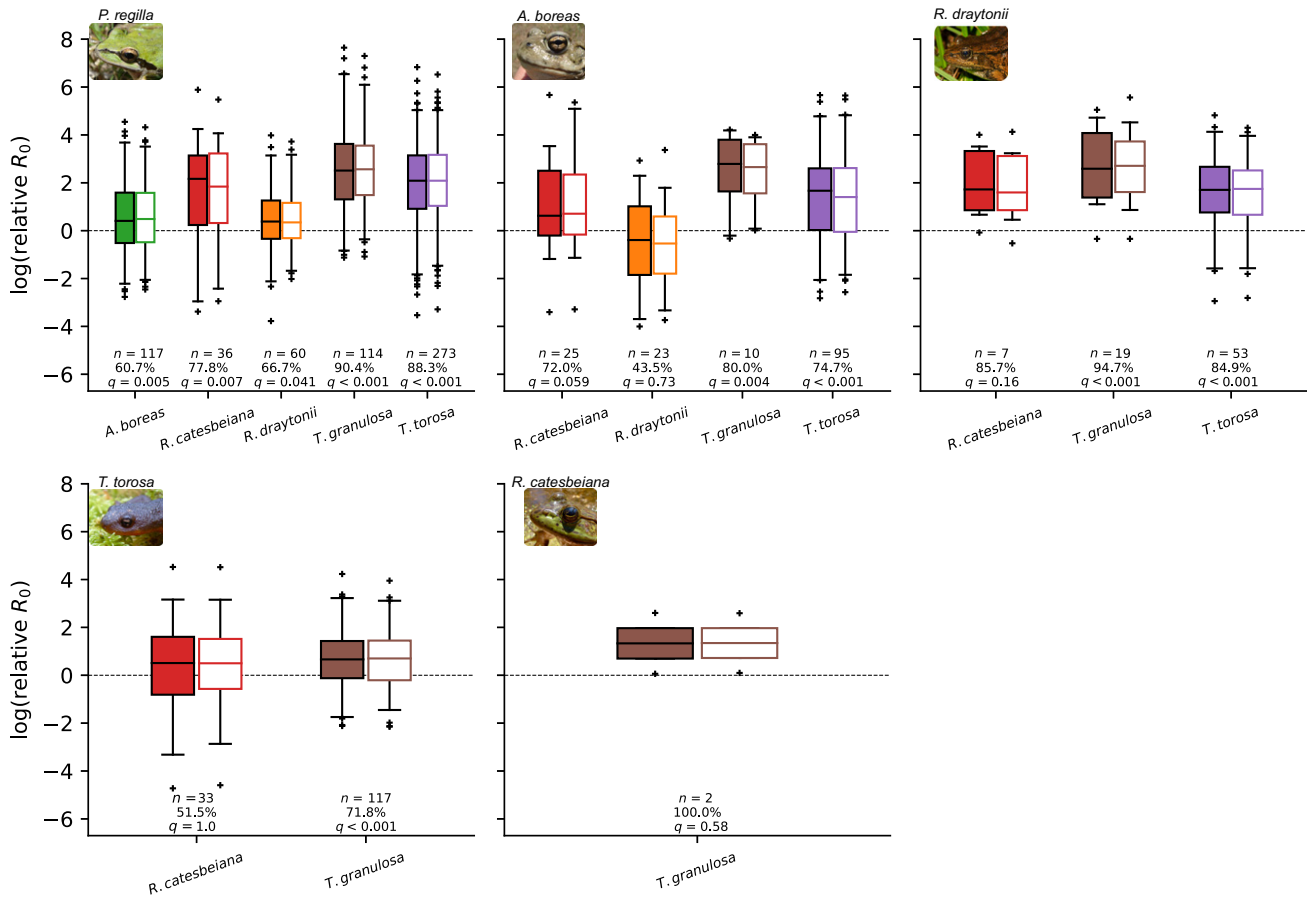 P. regilla
A. boreas
R. draytonii
8
6
4
2
0
−2
−4
−6
log(relative R₀)
n = 117
60.7%
q = 0.005
n = 36
77.8%
q = 0.007
n = 60
66.7%
q = 0.041
n = 114
90.4%
q < 0.001
n = 273
88.3%
q < 0.001
n = 25
72.0%
q = 0.059
n = 23
43.5%
q = 0.73
n = 10
80.0%
q = 0.004
n = 95
74.7%
q < 0.001
n = 7
85.7%
q = 0.16
n = 19
94.7%
q < 0.001
n = 53
84.9%
q < 0.001
A. boreas
R. catesbeiana
R. draytonii
T. granulosa
T. torosa
R. catesbeiana
R. draytonii
T. granulosa
T. torosa
R. catesbeiana
T. granulosa
T. torosa
T. torosa
R. catesbeiana
8
6
4
2
0
−2
−4
−6
log(relative R₀)
n = 33
51.5%
q = 1.0
n = 117
71.8%
q < 0.001
n = 2
100.0%
q = 0.58
R. catesbeiana
T. granulosa
T. granulosa